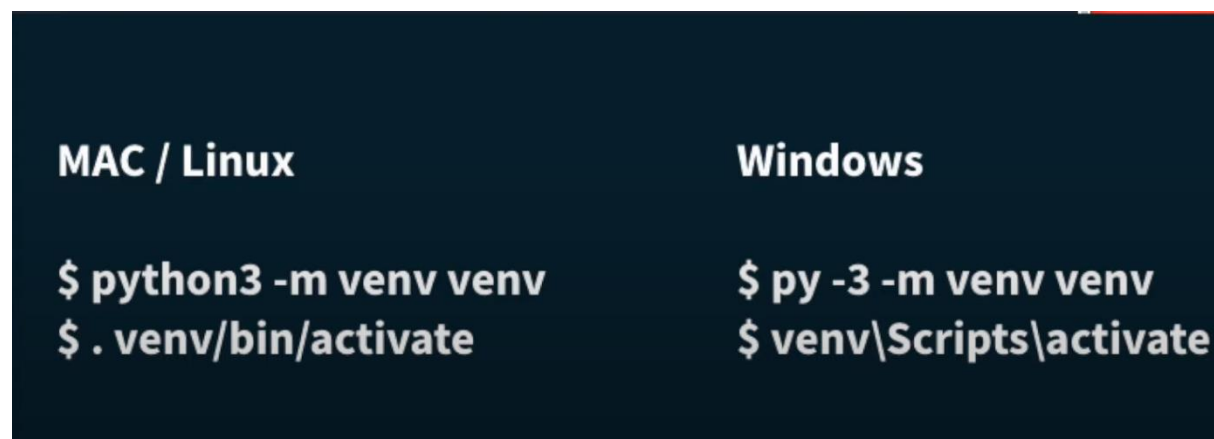 MAC / Linux
$ python3 -m venv venv
$ . venv/bin/activate
Windows
$ py -3 -m venv venv
$ venv\Scripts\activate